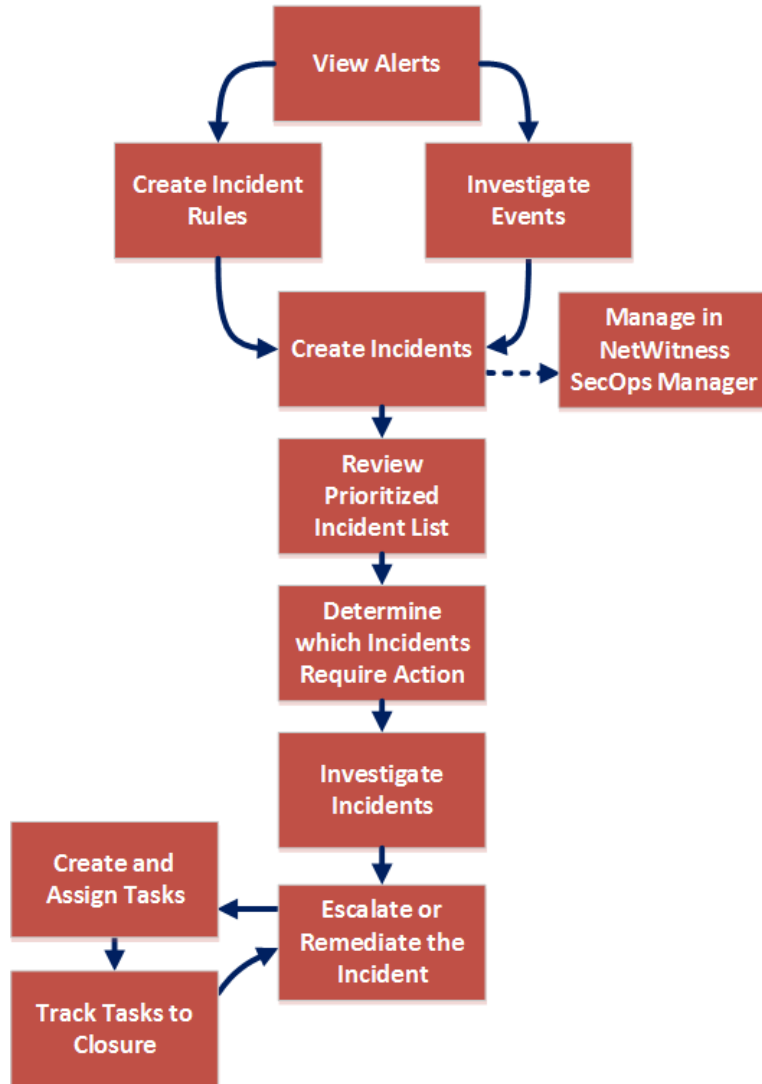 View Alerts
Create Incident
Rules
Investigate
Events
Create Incidents
Manage in
NetWitness
SecOps Manager
Review
Prioritized
Incident List
Determine
which Incidents
Require Action
Investigate
Incidents
Create and
Assign Tasks
Escalate or
Remediate the
Incident
Track Tasks to
Closure